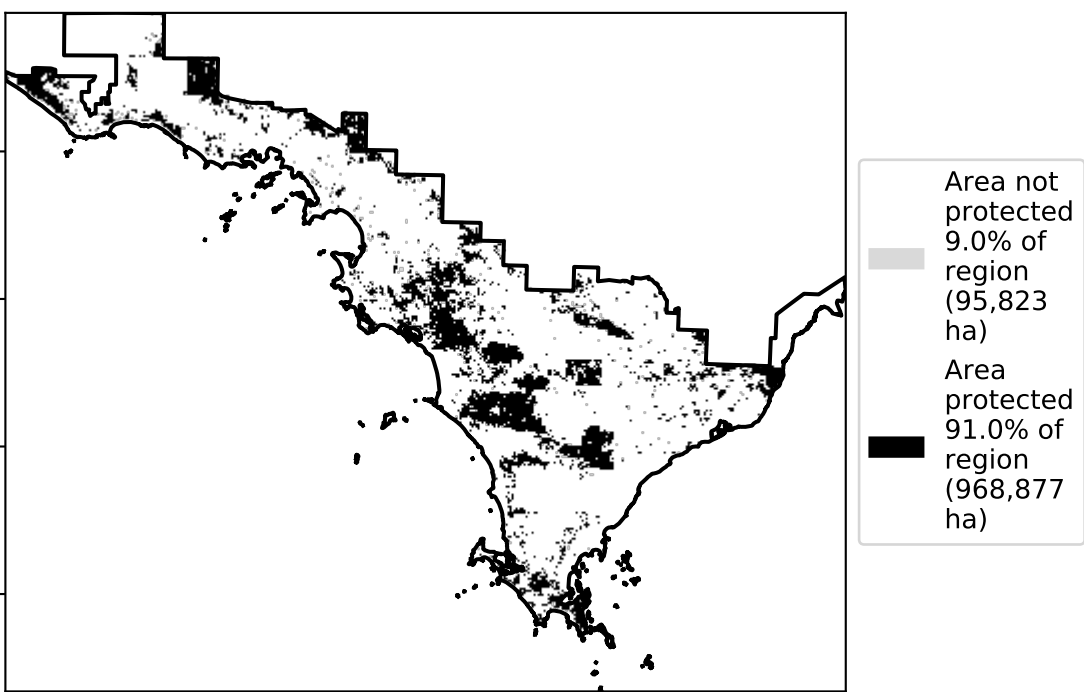 Area not
protected
9.0% of
region
(95,823
ha)
Area
protected
91.0% of
region
(968,877
ha)